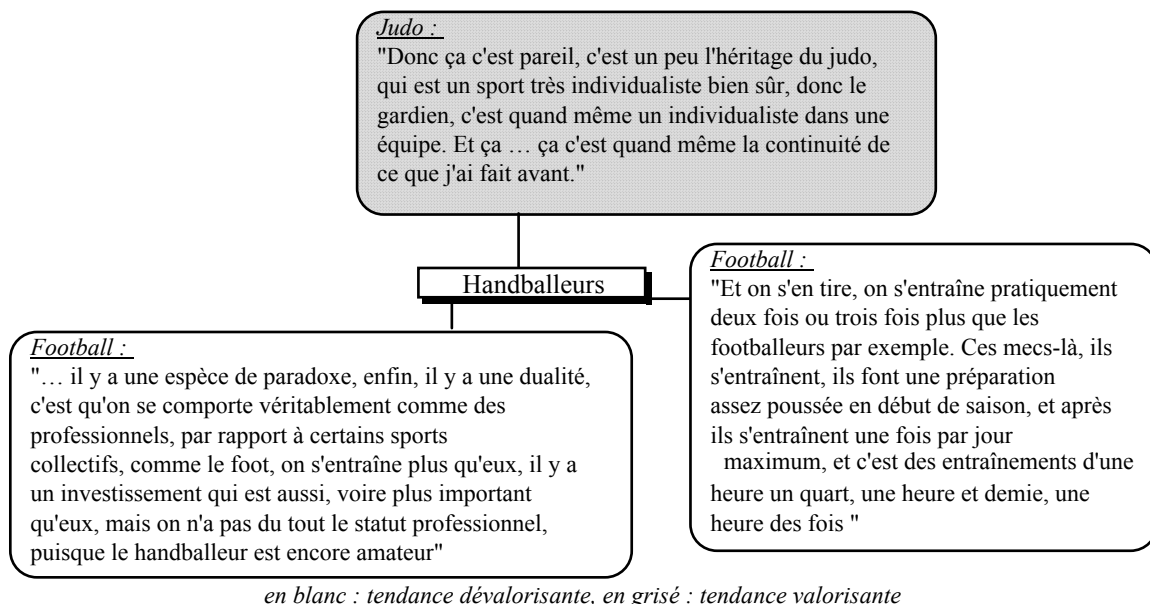 Judo :
"Donc ça c'est pareil, c'est un peu l'héritage du judo,
qui est un sport très individualiste bien sûr, donc le
gardien, c'est quand même un individualiste dans une
équipe. Et ça … ça c'est quand même la continuité de
ce que j'ai fait avant."
Handballeurs
Football :
"Et on s'en tire, on s'entraîne pratiquement
deux fois ou trois fois plus que les
footballeurs par exemple. Ces mecs-là, ils
s'entraînent, ils font une préparation
assez poussée en début de saison, et après
ils s'entraînent une fois par jour
maximum, et c'est des entraînements d'une
heure un quart, une heure et demie, une
heure des fois "
Football :
"… il y a une espèce de paradoxe, enfin, il y a une dualité,
c'est qu'on se comporte véritablement comme des
professionnels, par rapport à certains sports
collectifs, comme le foot, on s'entraîne plus qu'eux, il y a
un investissement qui est aussi, voire plus important
qu'eux, mais on n'a pas du tout le statut professionnel,
puisque le handballeur est encore amateur"
en blanc : tendance dévalorisante, en grisé : tendance valorisante